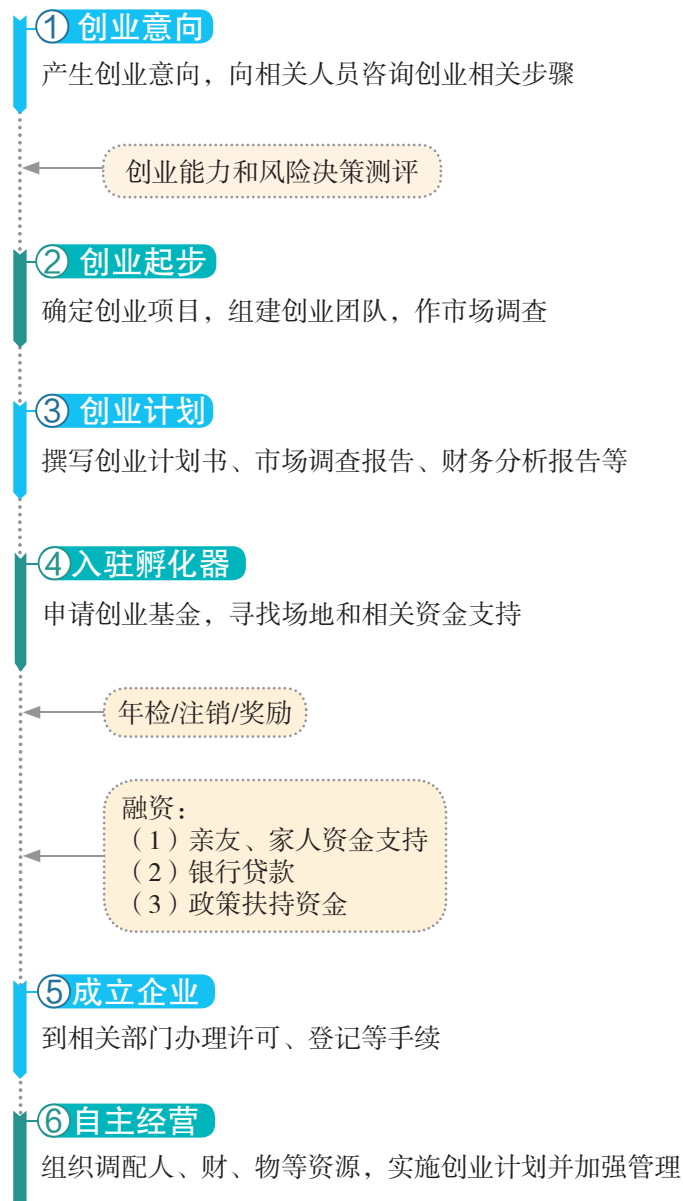 ①创业意向
产生创业意向，向相关人员咨询创业相关步骤
创业能力和风险决策测评
②创业起步
确定创业项目，组建创业团队，作市场调查
③创业计划
撰写创业计划书、市场调查报告、财务分析报告等
④入驻孵化器
申请创业基金，寻找场地和相关资金支持
年检/注销/奖励
融资：
（1）亲友、家人资金支持
（2）银行贷款
（3）政策扶持资金
⑤成立企业
到相关部门办理许可、登记等手续
⑥自主经营
组织调配人、财、物等资源，实施创业计划并加强管理